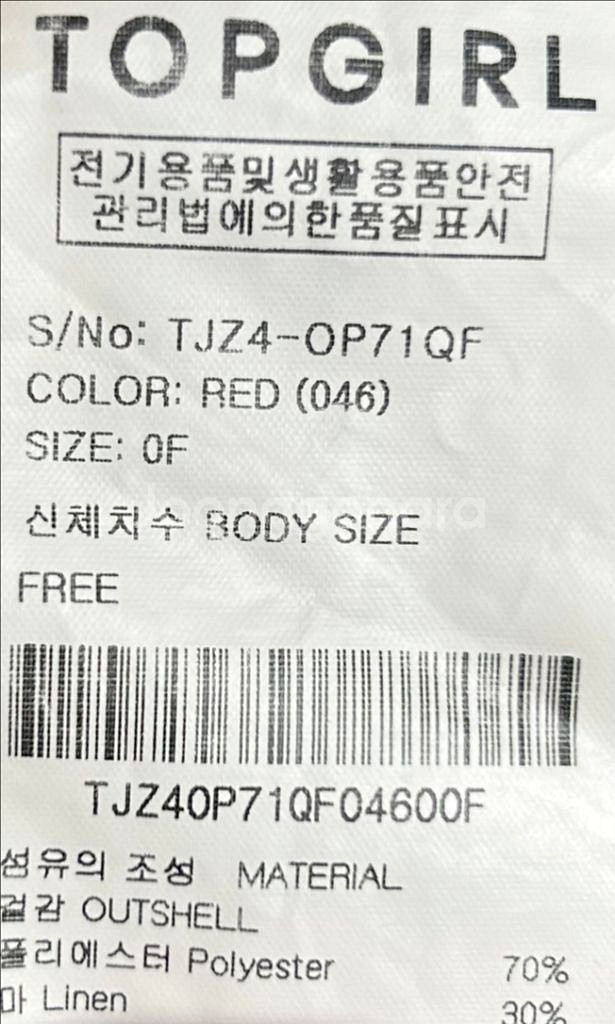 TOPGIRL
전기용품및생활용품안전
관리법에의한품질표시
S/No: TJZ4-OP71QF
COLOR: RED (046)
SIZE: 0F
신체치수 BODY SIZE
FREE
TJZ4OP71QF04600F
섬유의 조성 MATERIAL
겉감 OUTSHELL
폴리에스터 Polyester 70%
마 Linen 30%